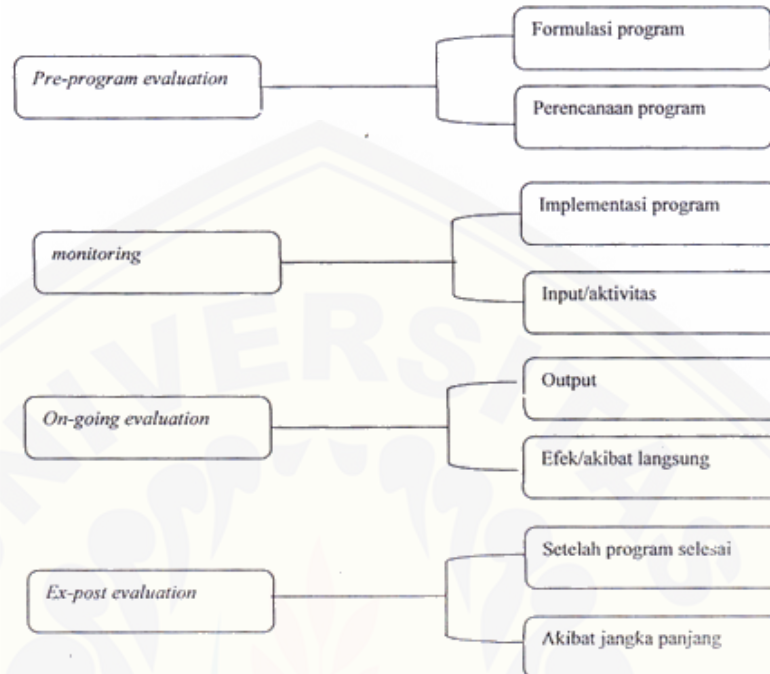 Formulasi program
Pre-program evaluation
Perencanaan program
Implementasi program
monitoring
Input/aktivitas
Output
On-going evaluation
Efek/akibat langsung
Setelah program selesai
Ex-post evaluation
Akibat jangka panjang
UNIVERSITAS